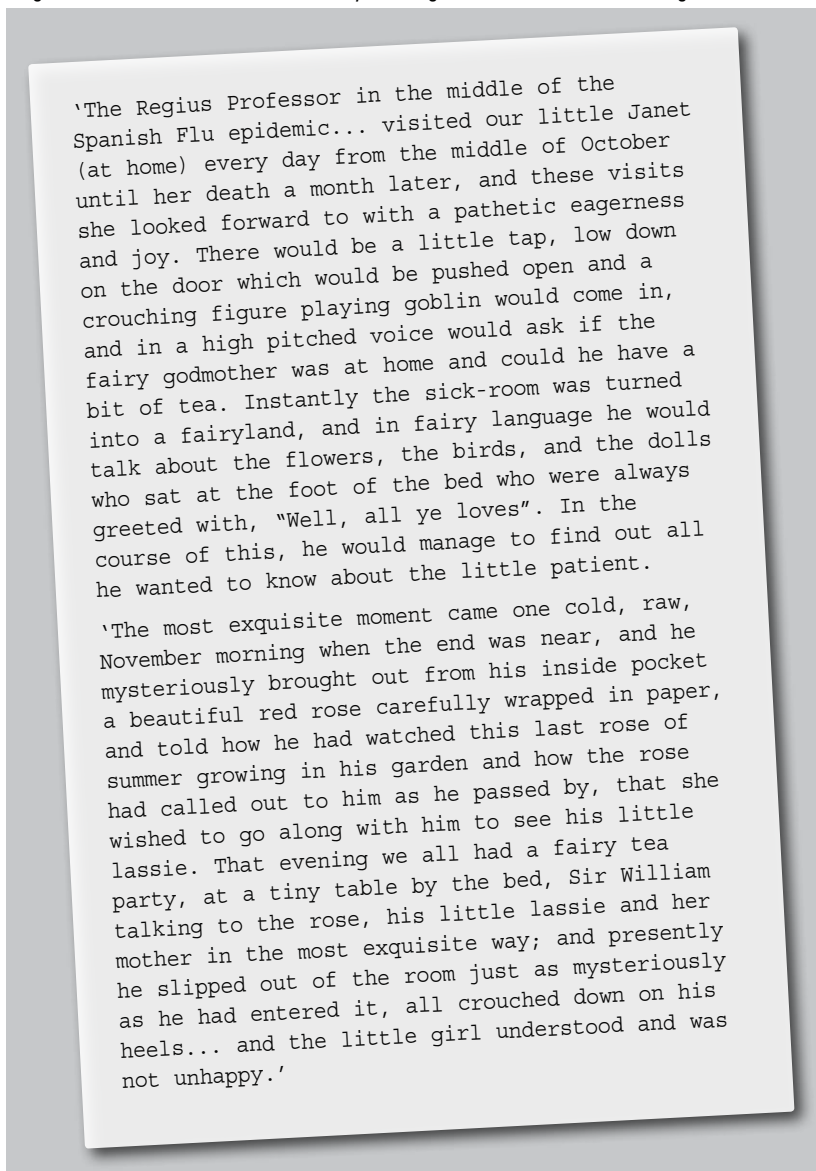 ‘The Regius Professor in the middle of the
Spanish Flu epidemic... visited our little Janet
(at home) every day from the middle of October
until her death a month later, and these visits
she looked forward to with a pathetic eagerness
and joy. There would be a little tap, low down
on the door which would be pushed open and a
crouching figure playing goblin would come in,
and in a high pitched voice would ask if the
fairy godmother was at home and could he have a
bit of tea. Instantly the sick-room was turned
into a fairyland, and in fairy language he would
talk about the flowers, the birds, and the dolls
who sat at the foot of the bed who were always
greeted with, “Well, all ye loves”. In the
course of this, he would manage to find out all
he wanted to know about the little patient.
‘The most exquisite moment came one cold, raw,
November morning when the end was near, and he
mysteriously brought out from his inside pocket
a beautiful red rose carefully wrapped in paper,
and told how he had watched this last rose of
summer growing in his garden and how the rose
had called out to him as he passed by, that she
wished to go along with him to see his little
lassie. That evening we all had a fairy tea
party, at a tiny table by the bed, Sir William
talking to the rose, his little lassie and her
mother in the most exquisite way; and presently
he slipped out of the room just as mysteriously
as he had entered it, all crouched down on his
heels... and the little girl understood and was
not unhappy.’